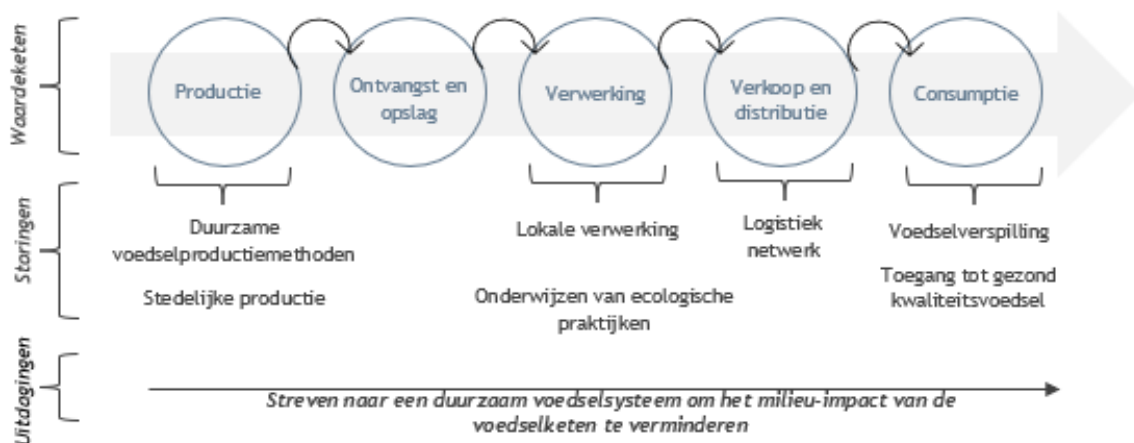 Waardeketen
Productie
Ontvangst en
opslag
Verwerking
Verkoop en
distributie
Consumptie
Storingen
Duurzame
voedselproductiemethoden
Stedelijke productie
Lokale verwerking
Onderwijzen van ecologische
praktijken
Logistiek
netwerk
Voedselverspilling
Toegang tot gezond
kwaliteitsvoedsel
Uitdagingen
Streven naar een duurzaam voedselsysteem om het milieu-impact van de
voedselketen te verminderen